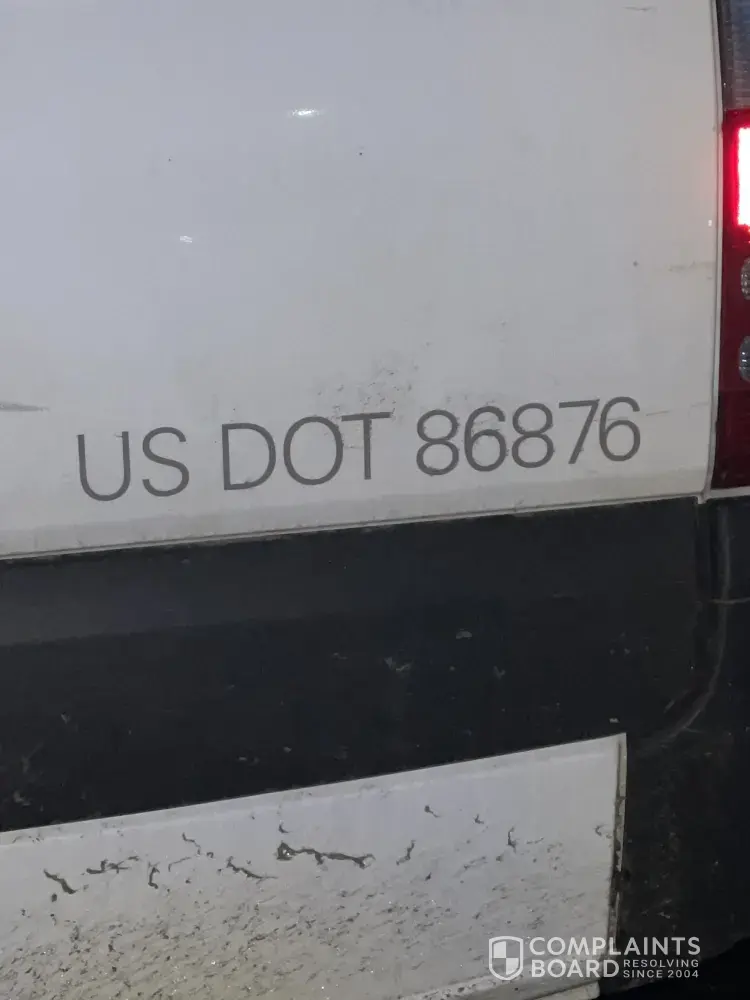 US DOT 86876
COMPLAINTS
BOARD RESOLVING SINCE 2004